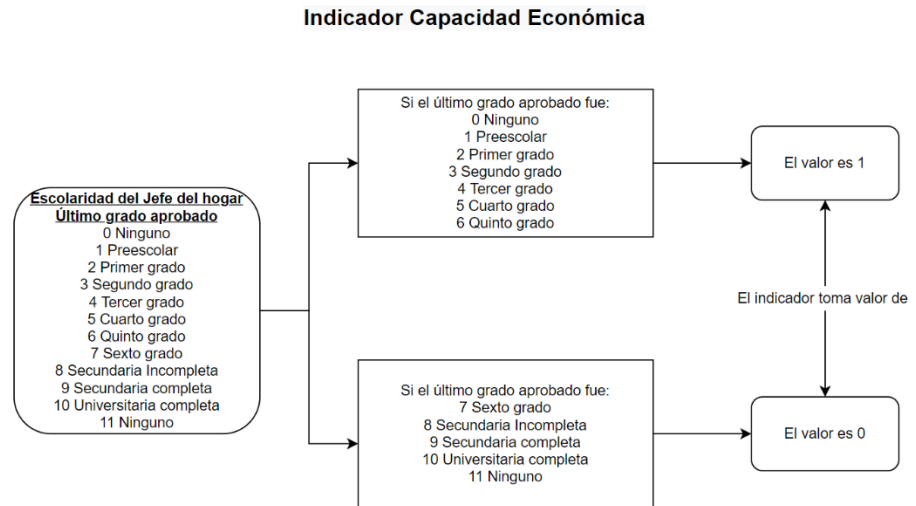 Indicador Capacidad Económica
Escolaridad del Jefe del hogar
Último grado aprobado
0 Ninguno
1 Preescolar
2 Primer grado
3 Segundo grado
4 Tercer grado
5 Cuarto grado
6 Quinto grado
7 Sexto grado
8 Secundaria Incompleta
9 Secundaria completa
10 Universitaria completa
11 Ninguno
Si el último grado aprobado fue:
0 Ninguno
1 Preescolar
2 Primer grado
3 Segundo grado
4 Tercer grado
5 Cuarto grado
6 Quinto grado
El valor es 1
El indicador toma valor de
Si el último grado aprobado fue:
7 Sexto grado
8 Secundaria Incompleta
9 Secundaria completa
10 Universitaria completa
11 Ninguno
El valor es 0